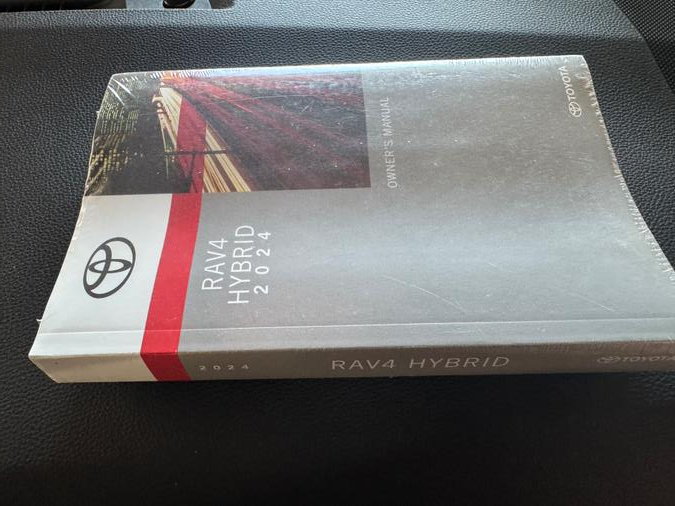 RAV4
HYBRID
2024
OWNER'S MANUAL
TOYOTA
2024
RAV4 HYBRID
TOYOTA